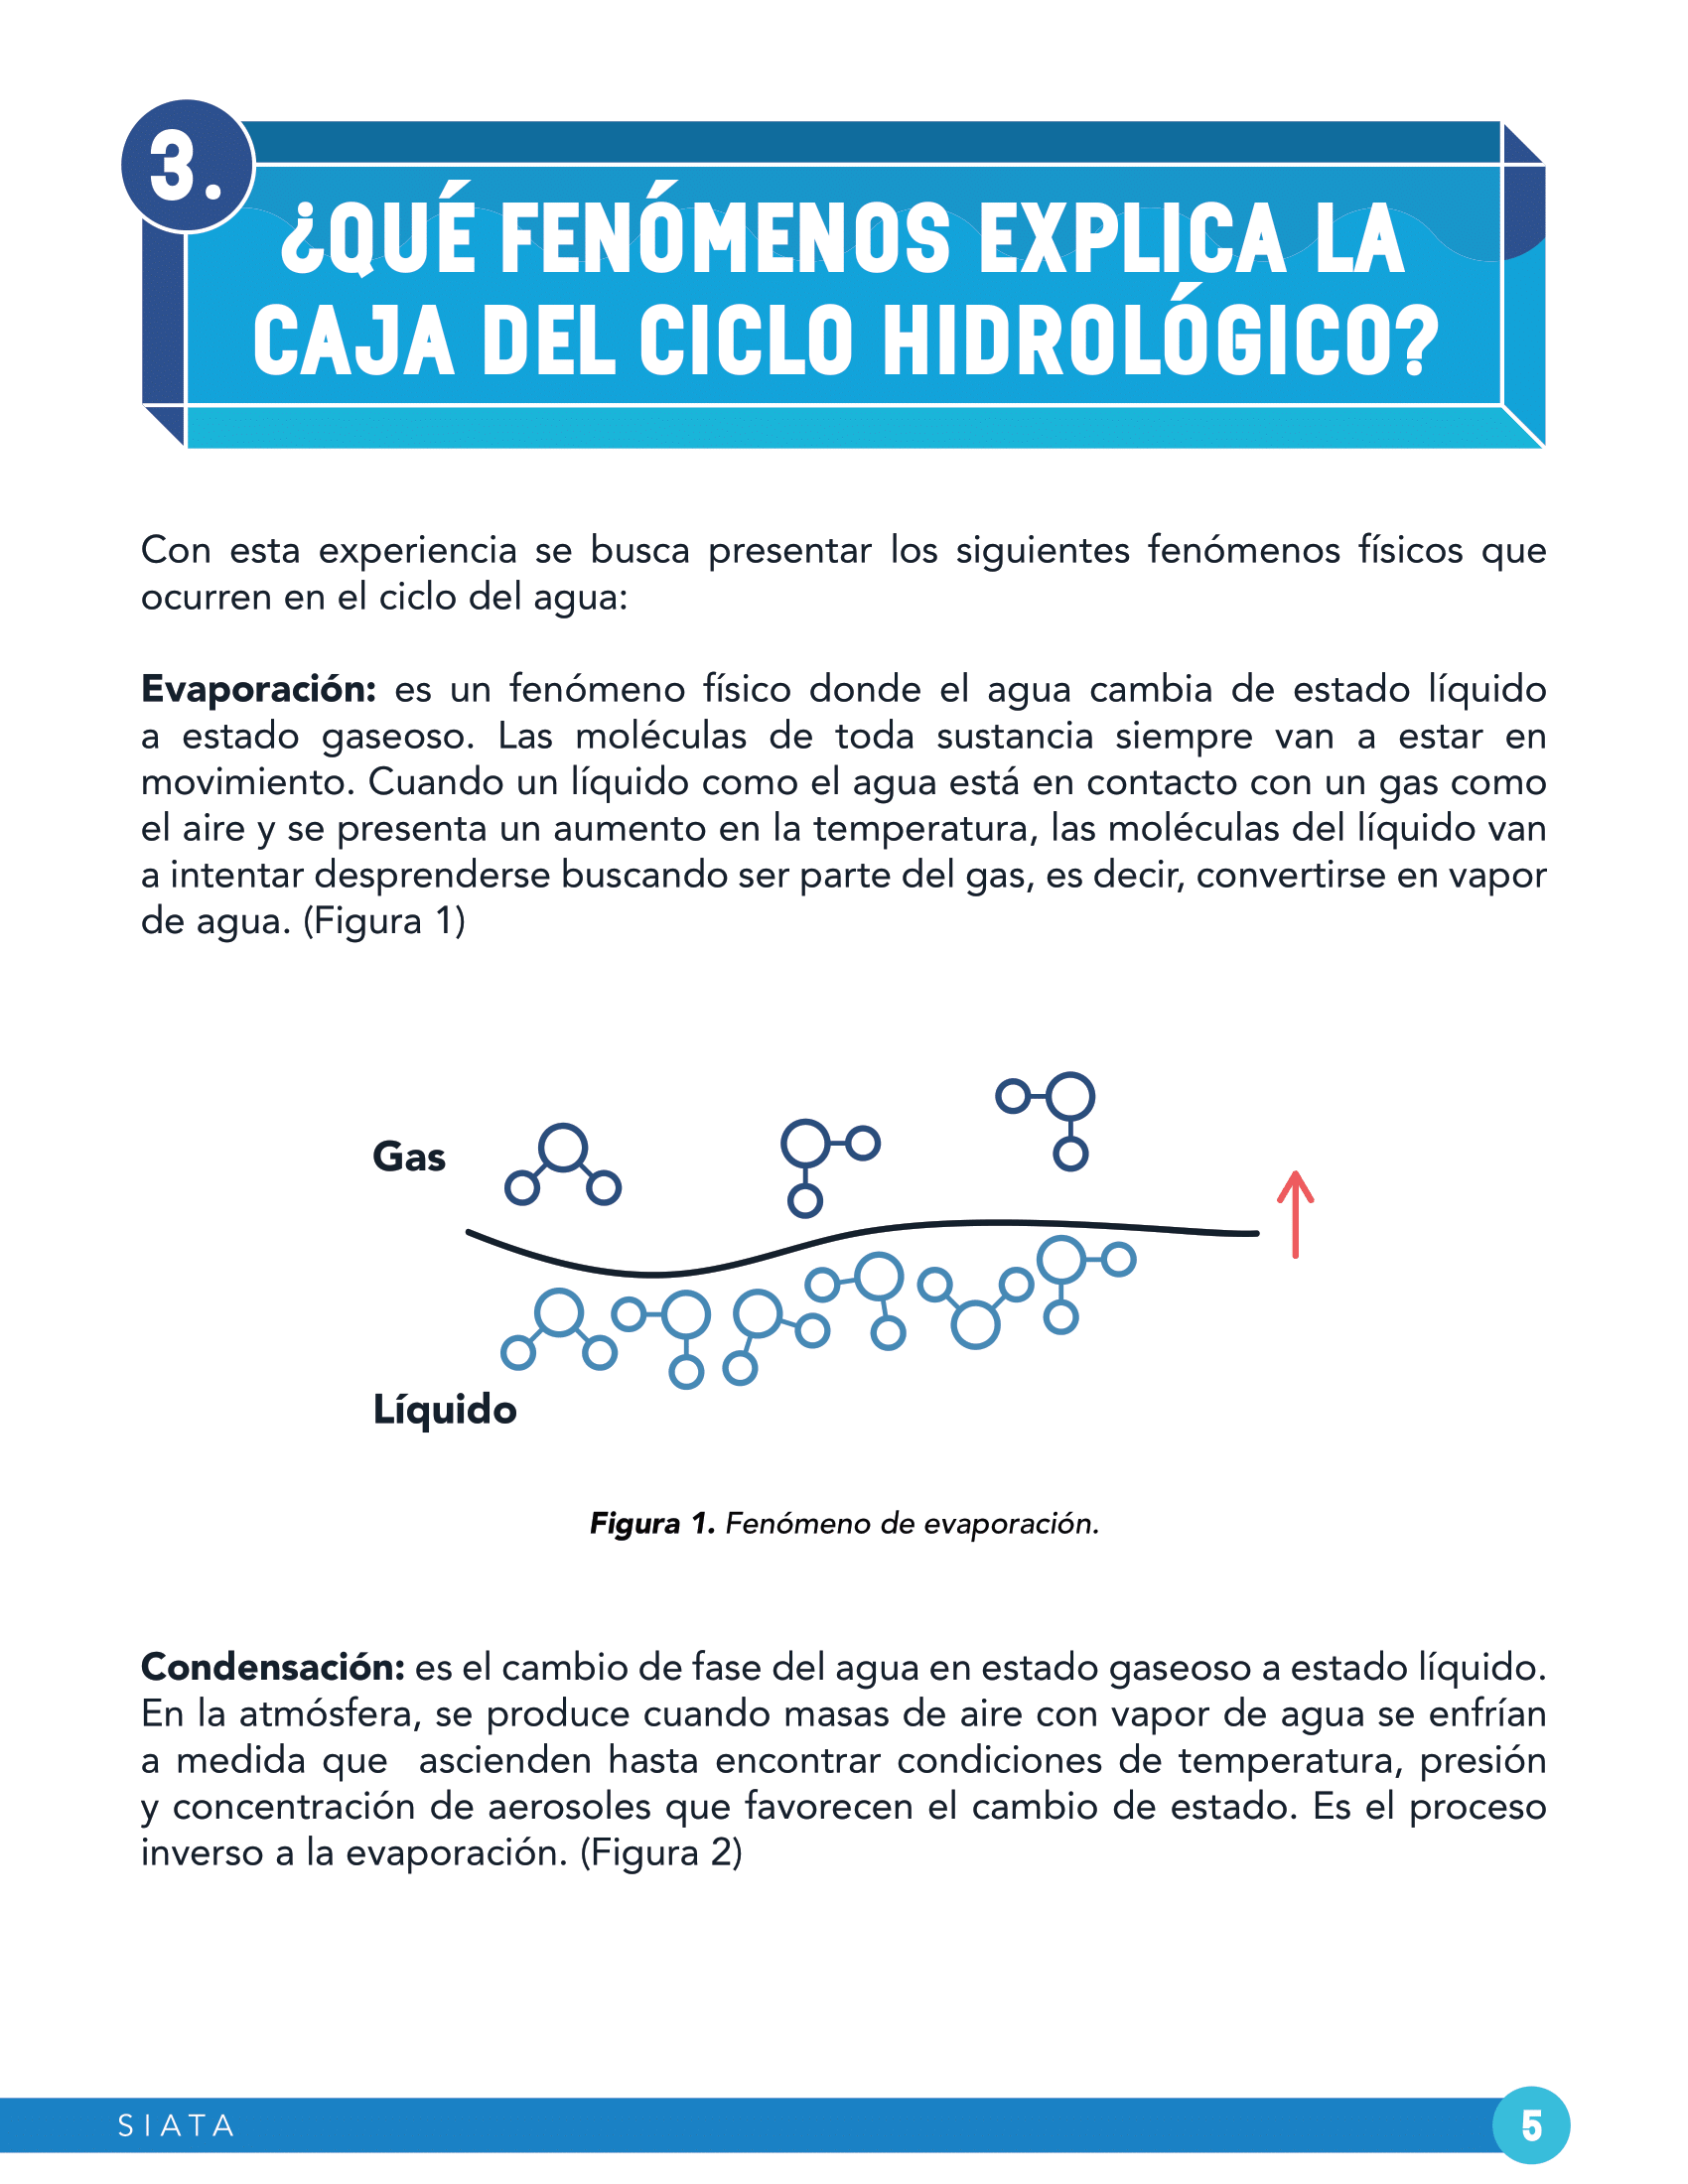 3.
¿QUÉ FENÓMENOS EXPLICA LA
CAJA DEL CICLO HIDROLÓGICO?
Con esta experiencia se busca presentar los siguientes fenómenos físicos que
ocurren en el ciclo del agua:
Evaporación: es un fenómeno físico donde el agua cambia de estado líquido
a estado gaseoso. Las moléculas de toda sustancia siempre van a estar en
movimiento. Cuando un líquido como el agua está en contacto con un gas como
el aire y se presenta un aumento en la temperatura, las moléculas del líquido van
a intentar desprenderse buscando ser parte del gas, es decir, convertirse en vapor
de agua. (Figura 1)
Gas
Líquido
Figura 1. Fenómeno de evaporación.
Condensación: es el cambio de fase del agua en estado gaseoso a estado líquido.
En la atmósfera, se produce cuando masas de aire con vapor de agua se enfrían
a medida que ascienden hasta encontrar condiciones de temperatura, presión
y concentración de aerosoles que favorecen el cambio de estado. Es el proceso
inverso a la evaporación. (Figura 2)
SIATA
5